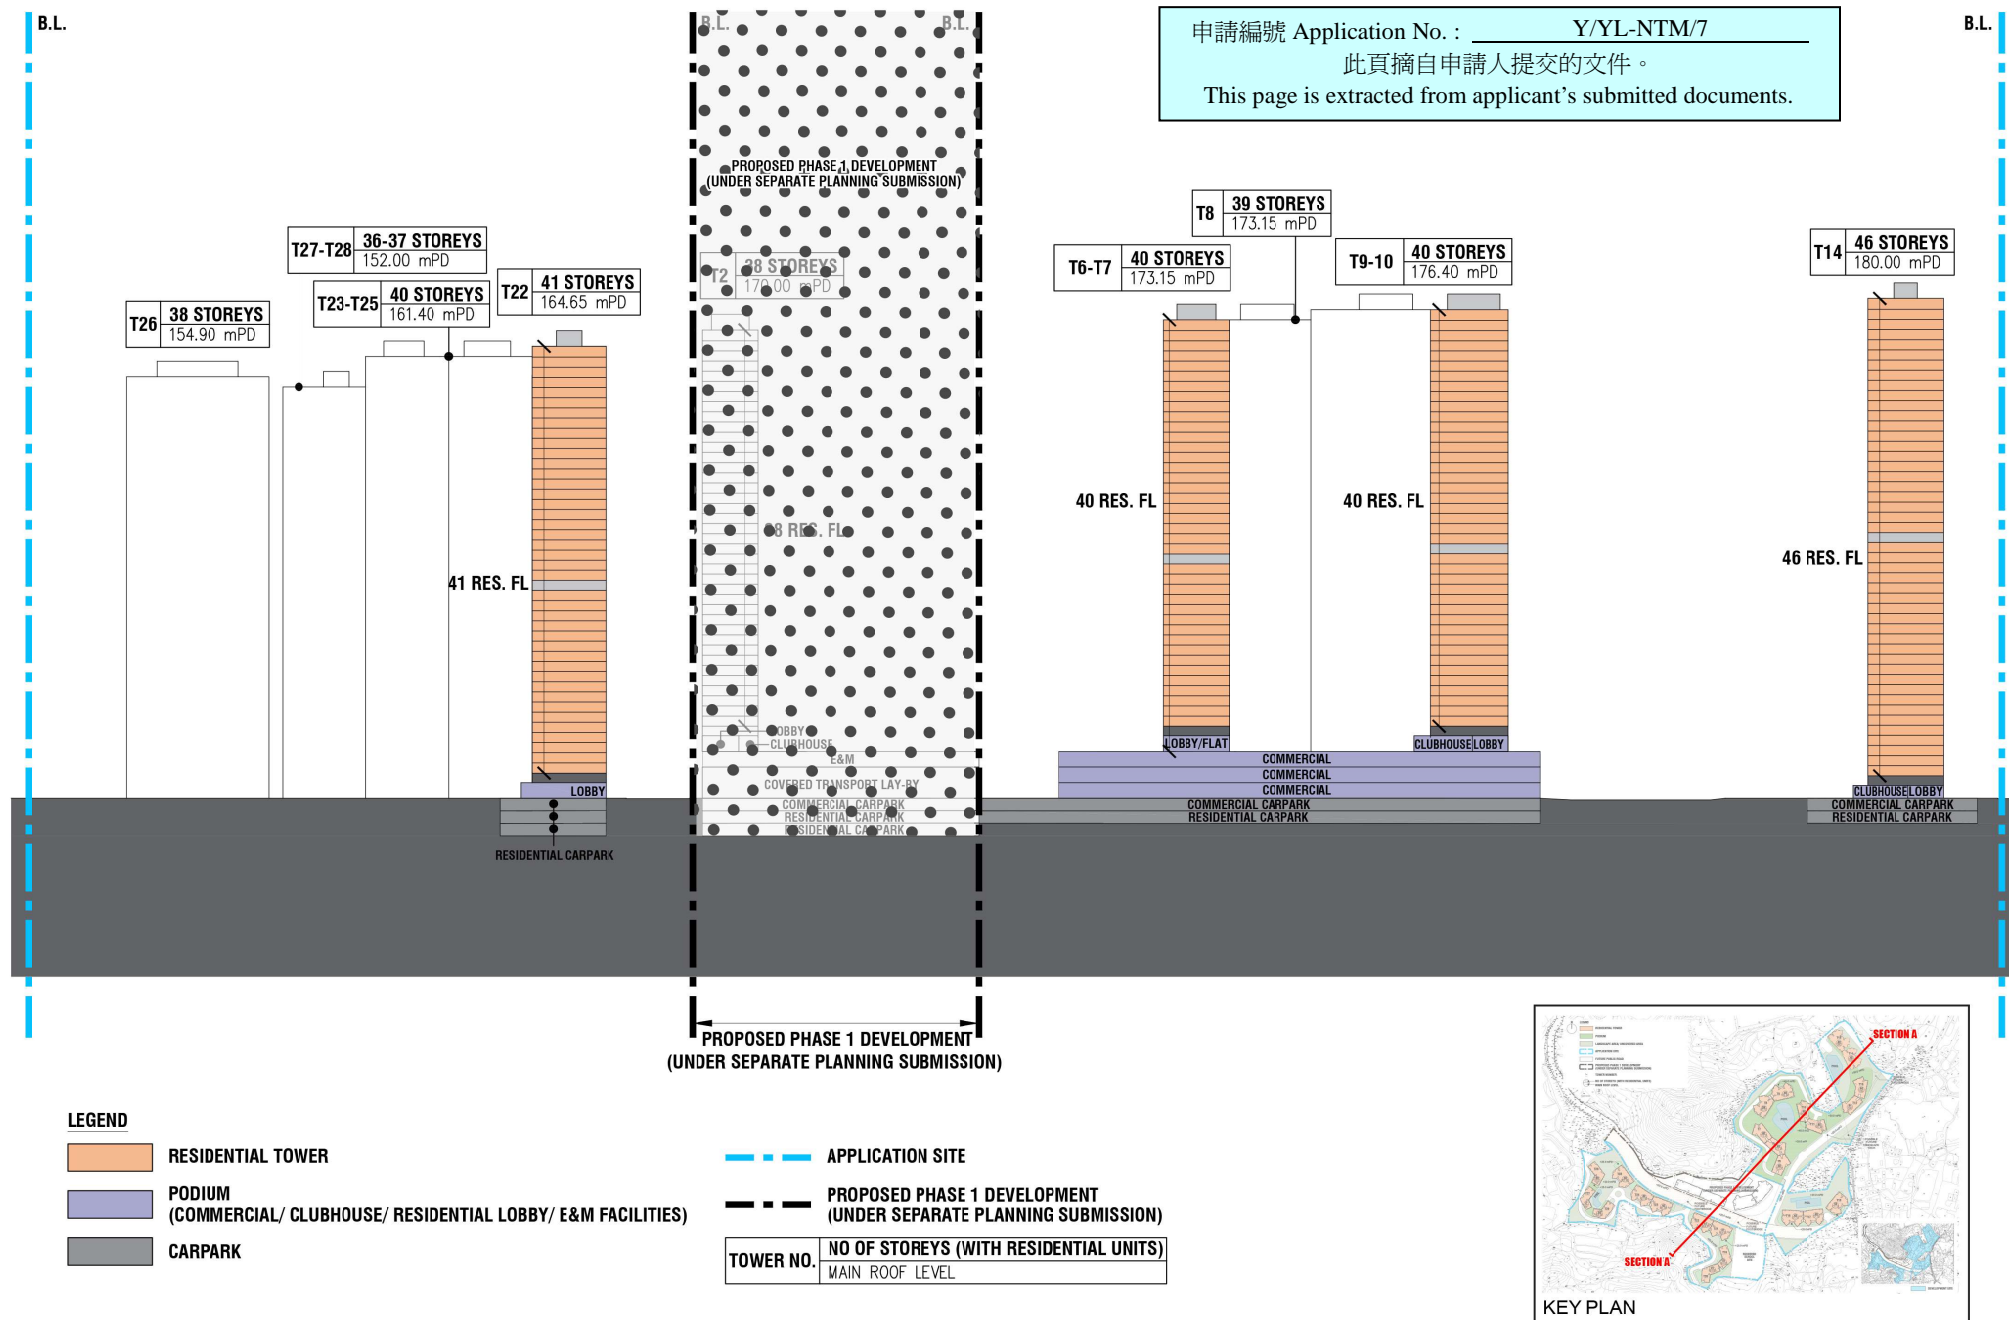 B.L.
B.L.
B.L.
B.L.
申請編號 Application No. : Y/YL-NTM/7
此頁摘自申請人提交的文件。
This page is extracted from applicant's submitted documents.
PROPOSED PHASE 1 DEVELOPMENT
(UNDER SEPARATE PLANNING SUBMISSION)
T8 39 STOREYS
173.15 mPD
T27-T28 36-37 STOREYS
152.00 mPD
T6-T7 40 STOREYS
173.15 mPD
T9-10 40 STOREYS
176.40 mPD
T14 46 STOREYS
180.00 mPD
T2 38 STOREYS
170.00 mPD
T22 41 STOREYS
164.65 mPD
T23-T25 40 STOREYS
161.40 mPD
T26 38 STOREYS
154.90 mPD
40 RES. FL
40 RES. FL
38 RES. FL
46 RES. FL
41 RES. FL
LOBBY
CLUBHOUSE
E&M
COVERED TRANSPORT LAY-BY
COMMERCIAL CARPARK
RESIDENTIAL CARPARK
RESIDENTIAL CARPARK
LOBBY/FLAT
CLUBHOUSE LOBBY
COMMERCIAL
COMMERCIAL
COMMERCIAL
COMMERCIAL CARPARK
RESIDENTIAL CARPARK
CLUBHOUSE LOBBY
COMMERCIAL CARPARK
RESIDENTIAL CARPARK
LOBBY
RESIDENTIAL CARPARK
PROPOSED PHASE 1 DEVELOPMENT
(UNDER SEPARATE PLANNING SUBMISSION)
LEGEND
RESIDENTIAL TOWER
PODIUM
(COMMERCIAL/ CLUBHOUSE/ RESIDENTIAL LOBBY/ E&M FACILITIES)
CARPARK
APPLICATION SITE
PROPOSED PHASE 1 DEVELOPMENT
(UNDER SEPARATE PLANNING SUBMISSION)
TOWER NO. NO OF STOREYS (WITH RESIDENTIAL UNITS)
MAIN ROOF LEVEL
SECTION A
SECTION A
KEY PLAN